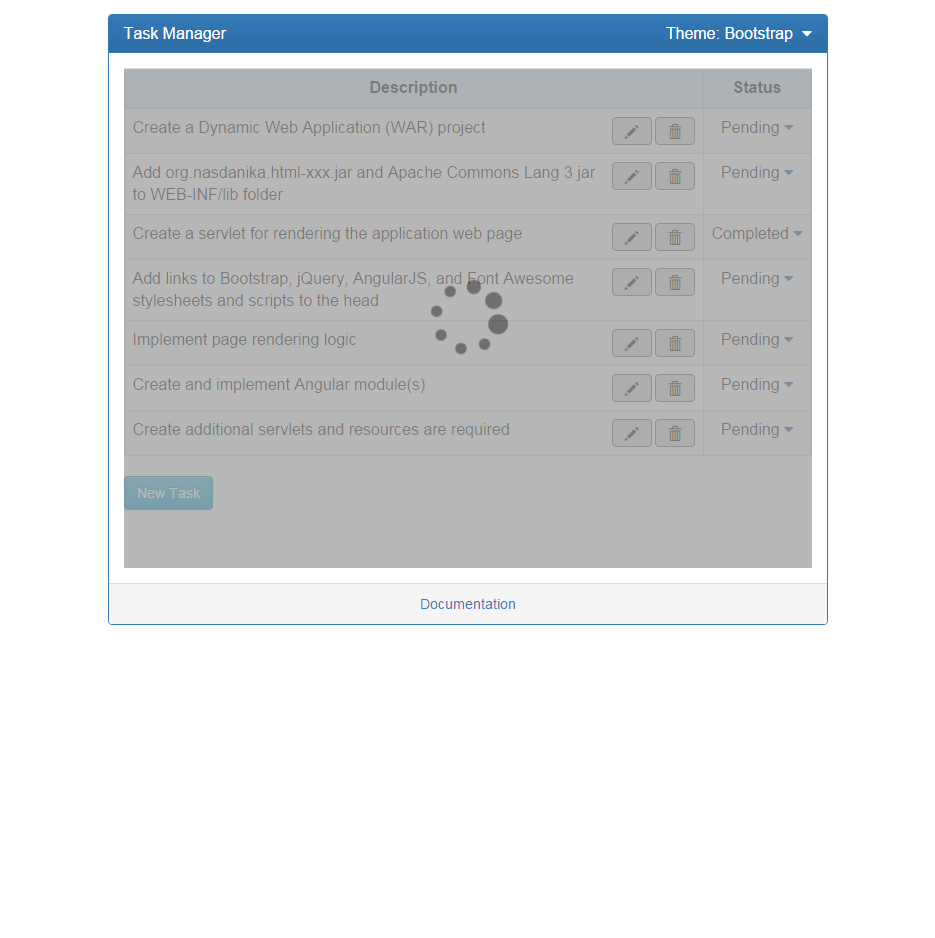 Task Manager
Theme: Bootstrap
Description
Status
Create a Dynamic Web Application (WAR) project
Pending
Add org.nasdanika.html-xxx.jar and Apache Commons Lang 3 jar
to WEB-INF/lib folder
Pending
Create a servlet for rendering the application web page
Completed
Add links to Bootstrap, jQuery, AngularJS, and Font Awesome
stylesheets and scripts to the head
Pending
Implement page rendering logic
Pending
Create and implement Angular module(s)
Pending
Create additional servlets and resources are required
Pending
New Task
Documentation